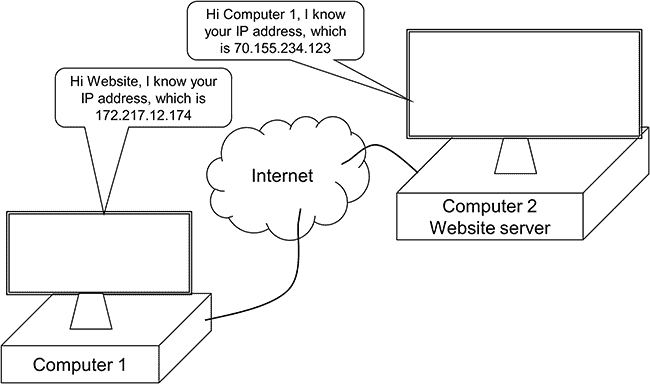 Hi Computer 1, I know
your IP address, which
is 70.155.234.123
Hi Website, I know your
IP address, which is
172.217.12.174
Internet
Computer 2
Website server
Computer 1